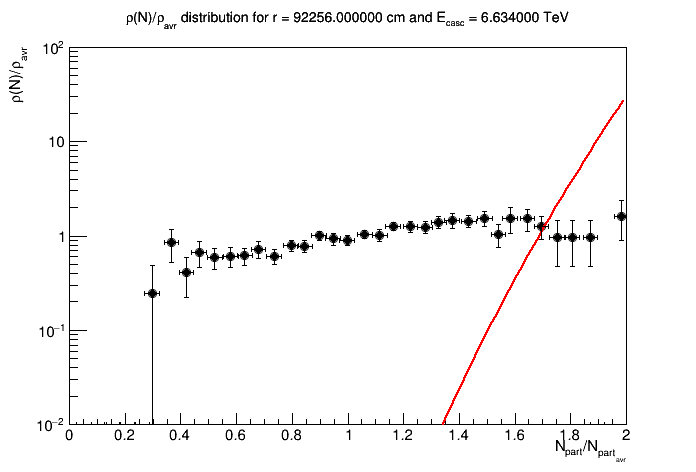 ρ(N)/ρavr distribution for r = 92256.000000 cm and Ecasc = 6.634000 TeV
ρ(N)/ρavr
10²
10
1
10⁻¹
10⁻²
0 0.2 0.4 0.6 0.8 1 1.2 1.4 1.6 1.8 2
Npart/Npartavr